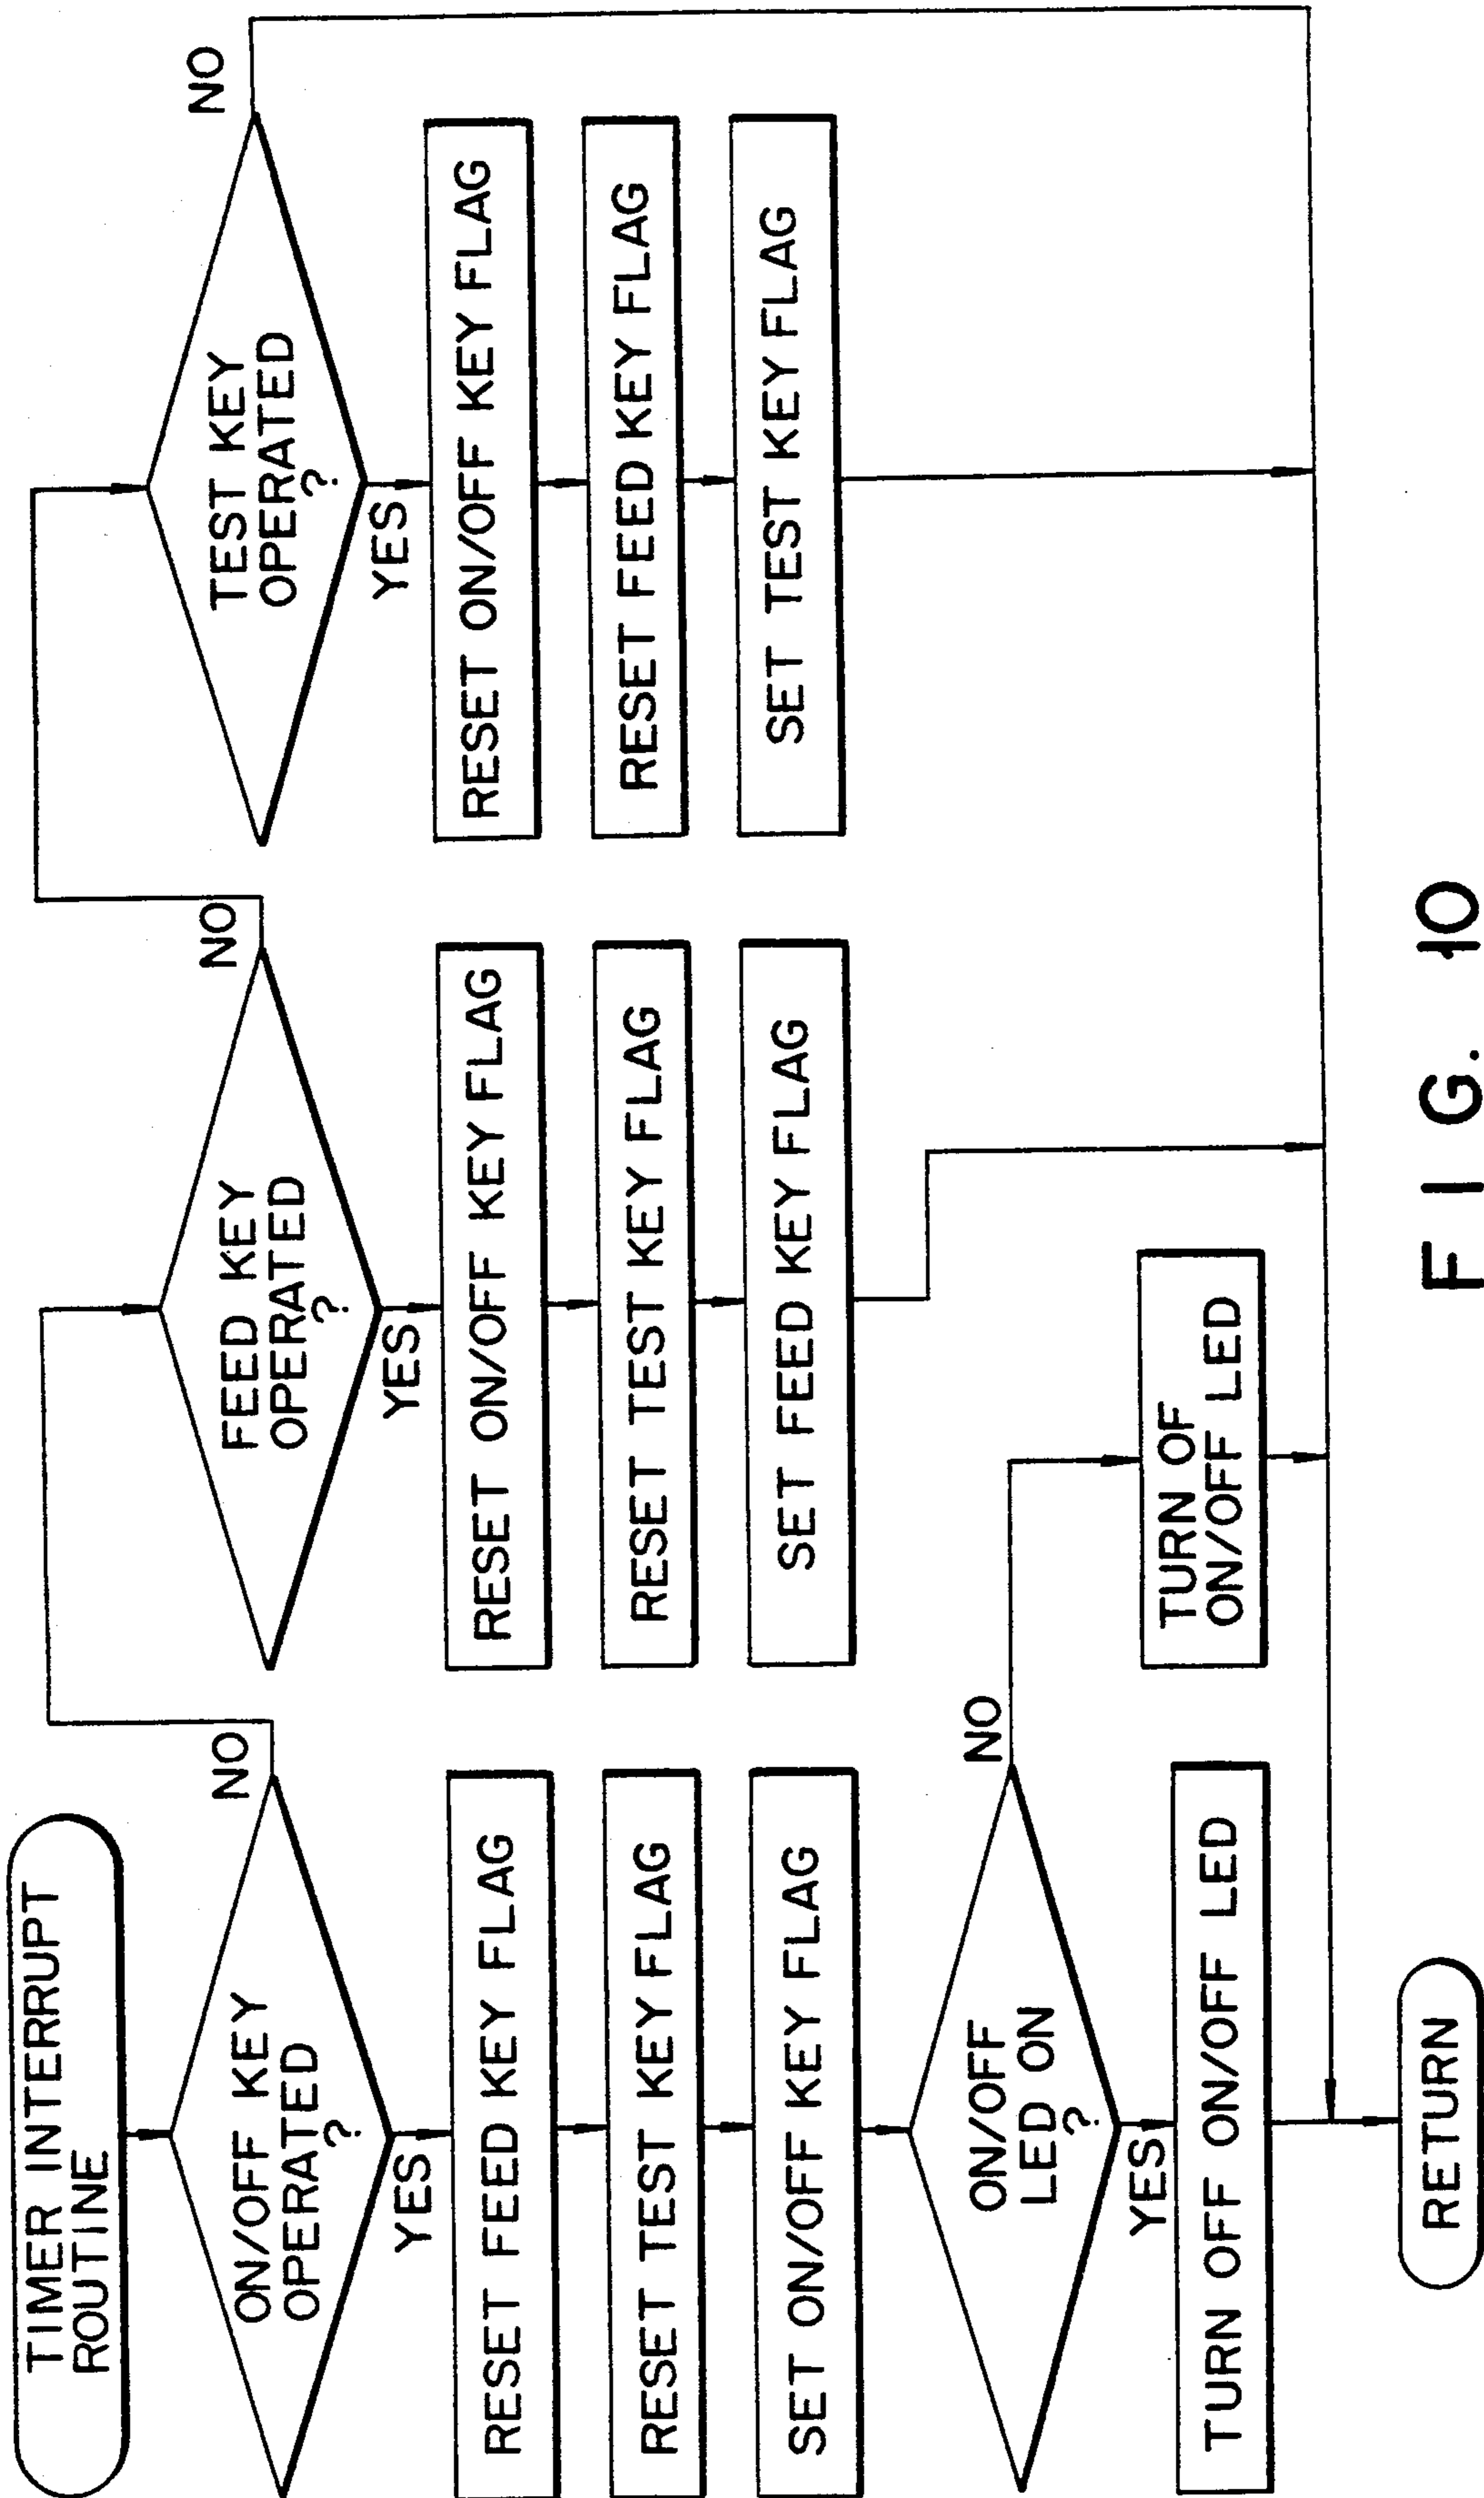 TIMER INTERRUPT
ROUTINE
ON/OFF KEY
OPERATED
?
NO
YES
RESET FEED KEY FLAG
RESET TEST KEY FLAG
SET ON/OFF KEY FLAG
ON/OFF
LED ON
?
NO
YES
TURN OFF ON/OFF LED
TURN OF
ON/OFF LED
RETURN
FEED KEY
OPERATED
?
NO
YES
RESET ON/OFF KEY FLAG
RESET TEST KEY FLAG
SET FEED KEY FLAG
TEST KEY
OPERATED
?
NO
YES
RESET ON/OFF KEY FLAG
RESET FEED KEY FLAG
SET TEST KEY FLAG
FIG. 10